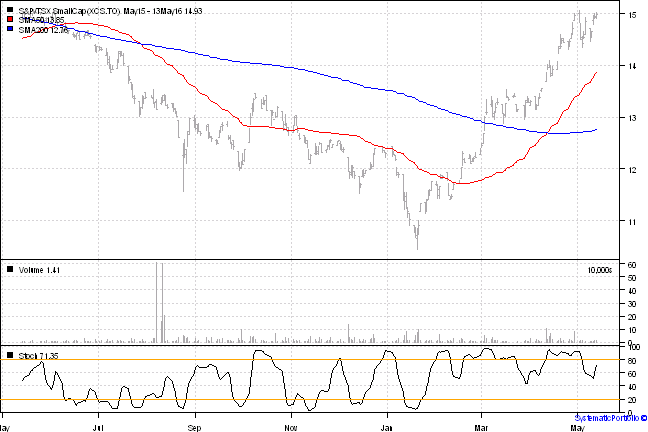 S&P/TSX SmallCap(XCS.TO), May15 - 13May16 14.93
SMA50 13.85
SMA200 12.76
15
14
13
12
11
Volume 1.41
10,000s
60
50
40
30
20
10
0
Stoch 71.35
100
80
60
40
20
0
May
Jul
Sep
Nov
Jan
Mar
May
SystematicPortfolio ©